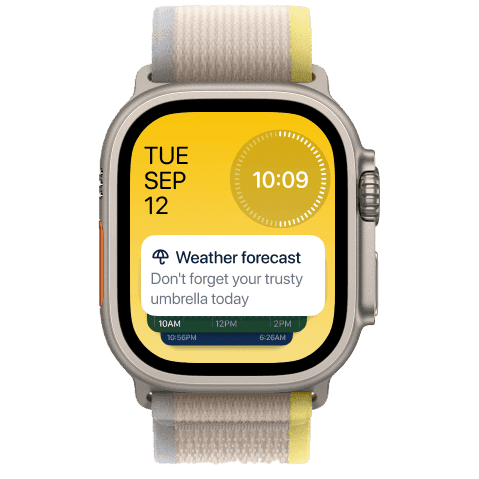 TUE
SEP
12
10:09
Weather forecast
Don't forget your trusty
umbrella today
10AM 12PM 2PM
10:56PM 6:26AM